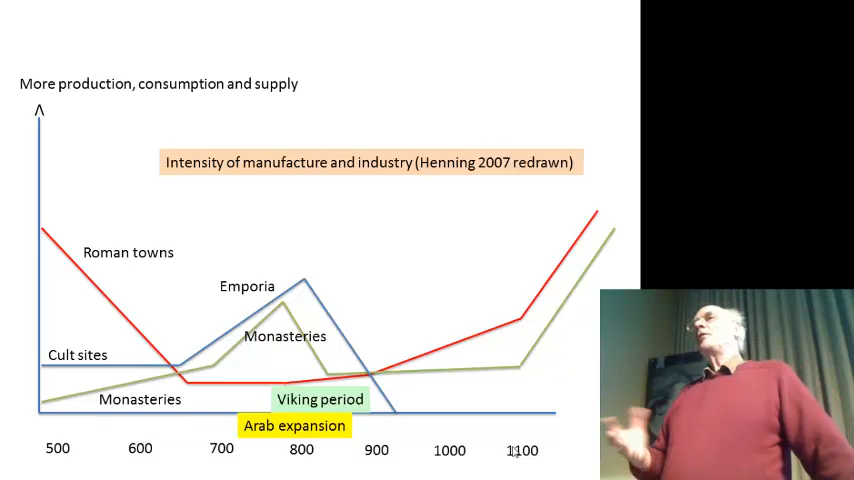 More production, consumption and supply
Λ
Intensity of manufacture and industry (Henning 2007 redrawn)
Roman towns
Emporia
Monasteries
Cult sites
Monasteries
Viking period
Arab expansion
500 600 700 800 900 1000 1100